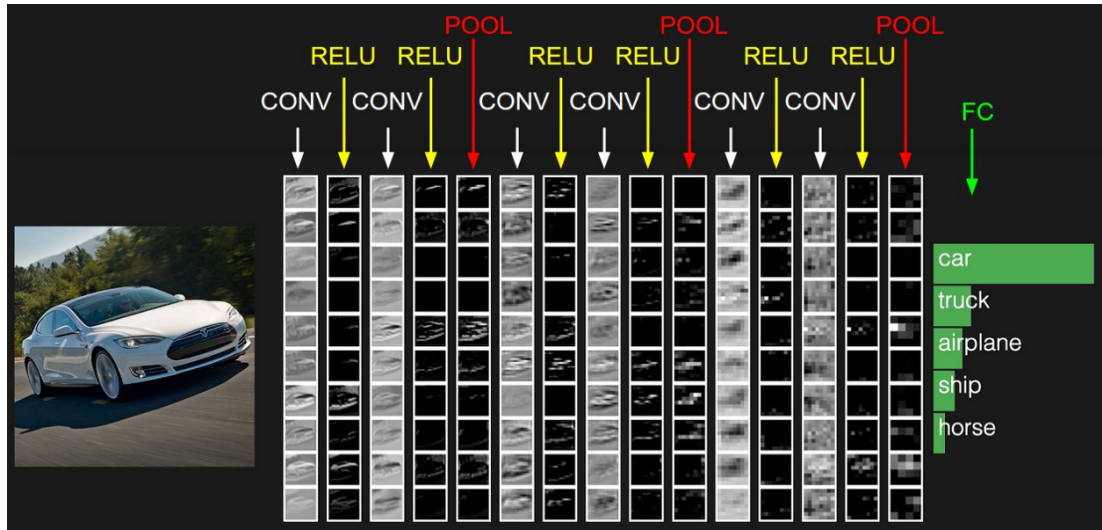 POOL POOL POOL
RELU RELU RELU RELU RELU RELU
CONV CONV CONV CONV CONV CONV
FC
car
truck
airplane
ship
horse